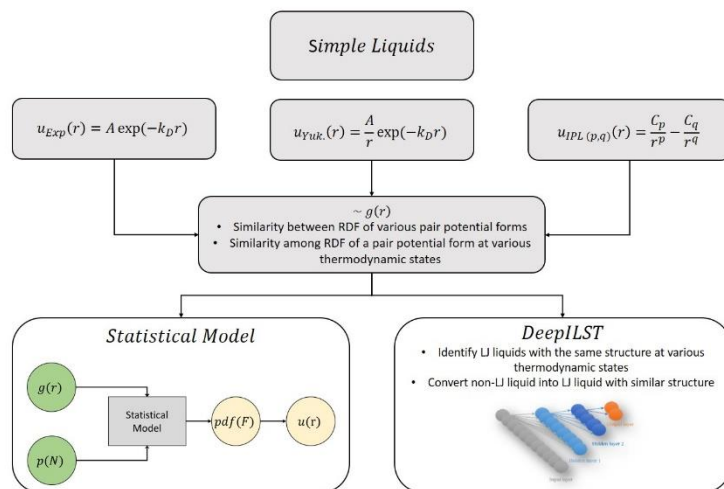 Simple Liquids
u_Exp(r) = A exp(−k_D r)
u_Yuk.(r) = A/r exp(−k_D r)
u_IPL (p,q)(r) = C_p/r^p − C_q/r^q
~ g(r)
• Similarity between RDF of various pair potential forms
• Similarity among RDF of a pair potential form at various
thermodynamic states
Statistical Model
g(r)
p(N)
Statistical
Model
pdf(F)
u(r)
DeepILST
• Identify LJ liquids with the same structure at various
thermodynamic states
• Convert non-LJ liquid into LJ liquid with similar structure